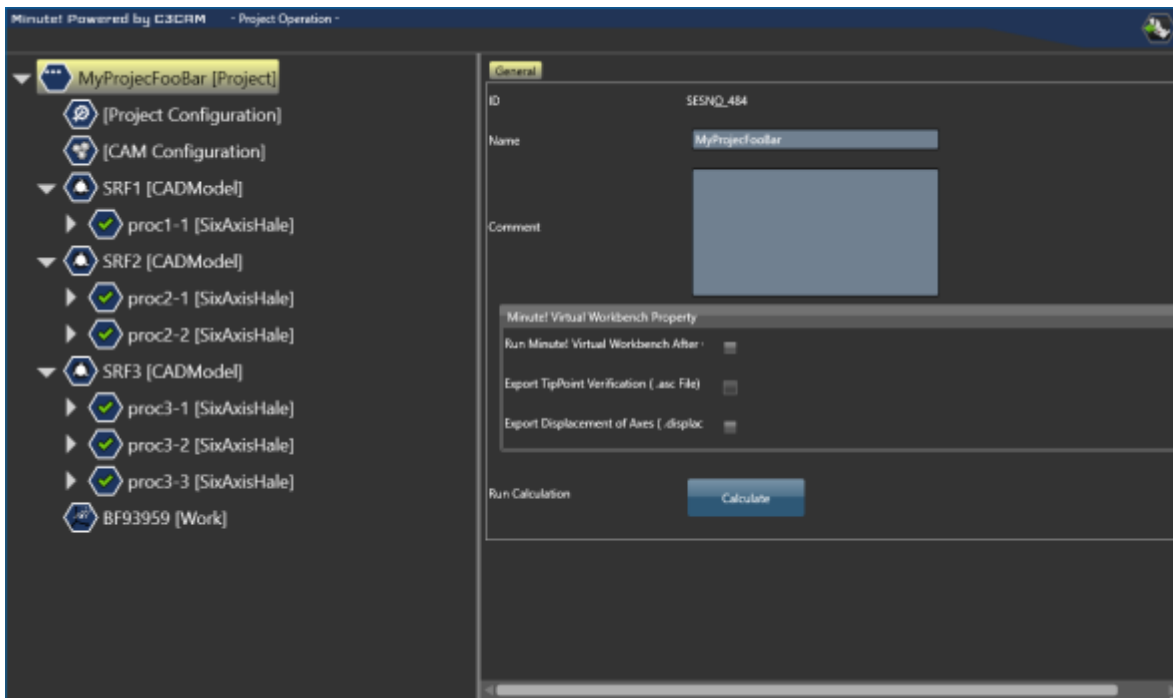 Minute! Powered by C3CAM - Project Operation -
MyProjecFooBar [Project]
[Project Configuration]
[CAM Configuration]
SRF1 [CADModel]
proc1-1 [SixAxisHale]
SRF2 [CADModel]
proc2-1 [SixAxisHale]
proc2-2 [SixAxisHale]
SRF3 [CADModel]
proc3-1 [SixAxisHale]
proc3-2 [SixAxisHale]
proc3-3 [SixAxisHale]
BF93959 [Work]
General
ID SESNO_484
Name MyProjecFooBar
Comment
Minute! Virtual Workbench Property
Run Minute! Virtual Workbench After
Export TipPoint Verification ( .asc File)
Export Displacement of Axes ( .displac
Run Calculation Calculate